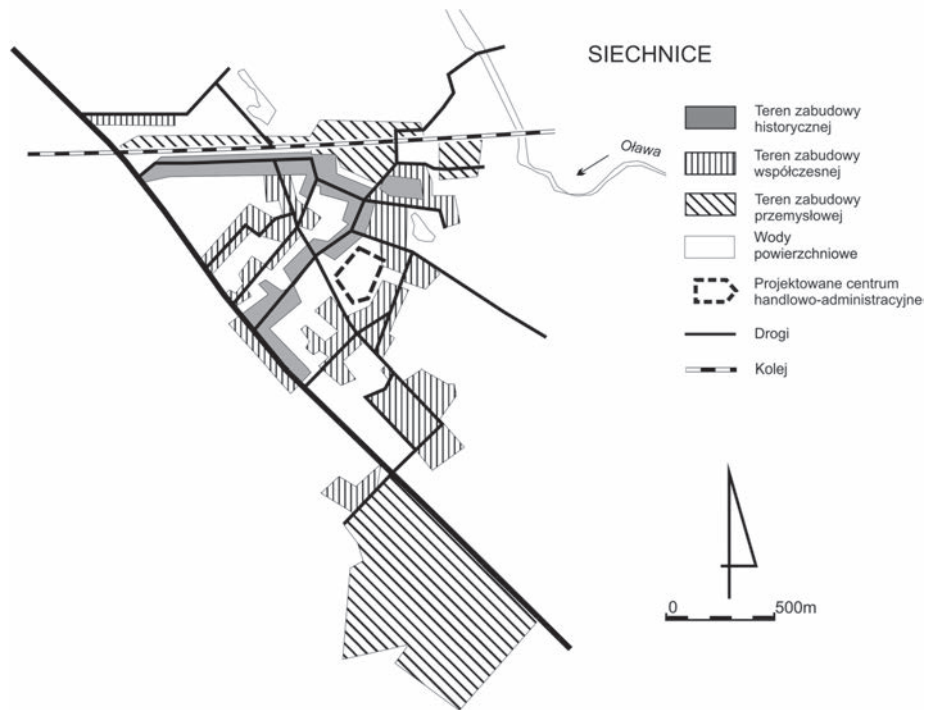 SIECHNICE
Teren zabudowy
historycznej
Teren zabudowy
współczesnej
Teren zabudowy
przemysłowej
Wody
powierzchniowe
Projektowane centrum
handlowo-administracyjne
Drogi
Kolej
Oława
0 500m